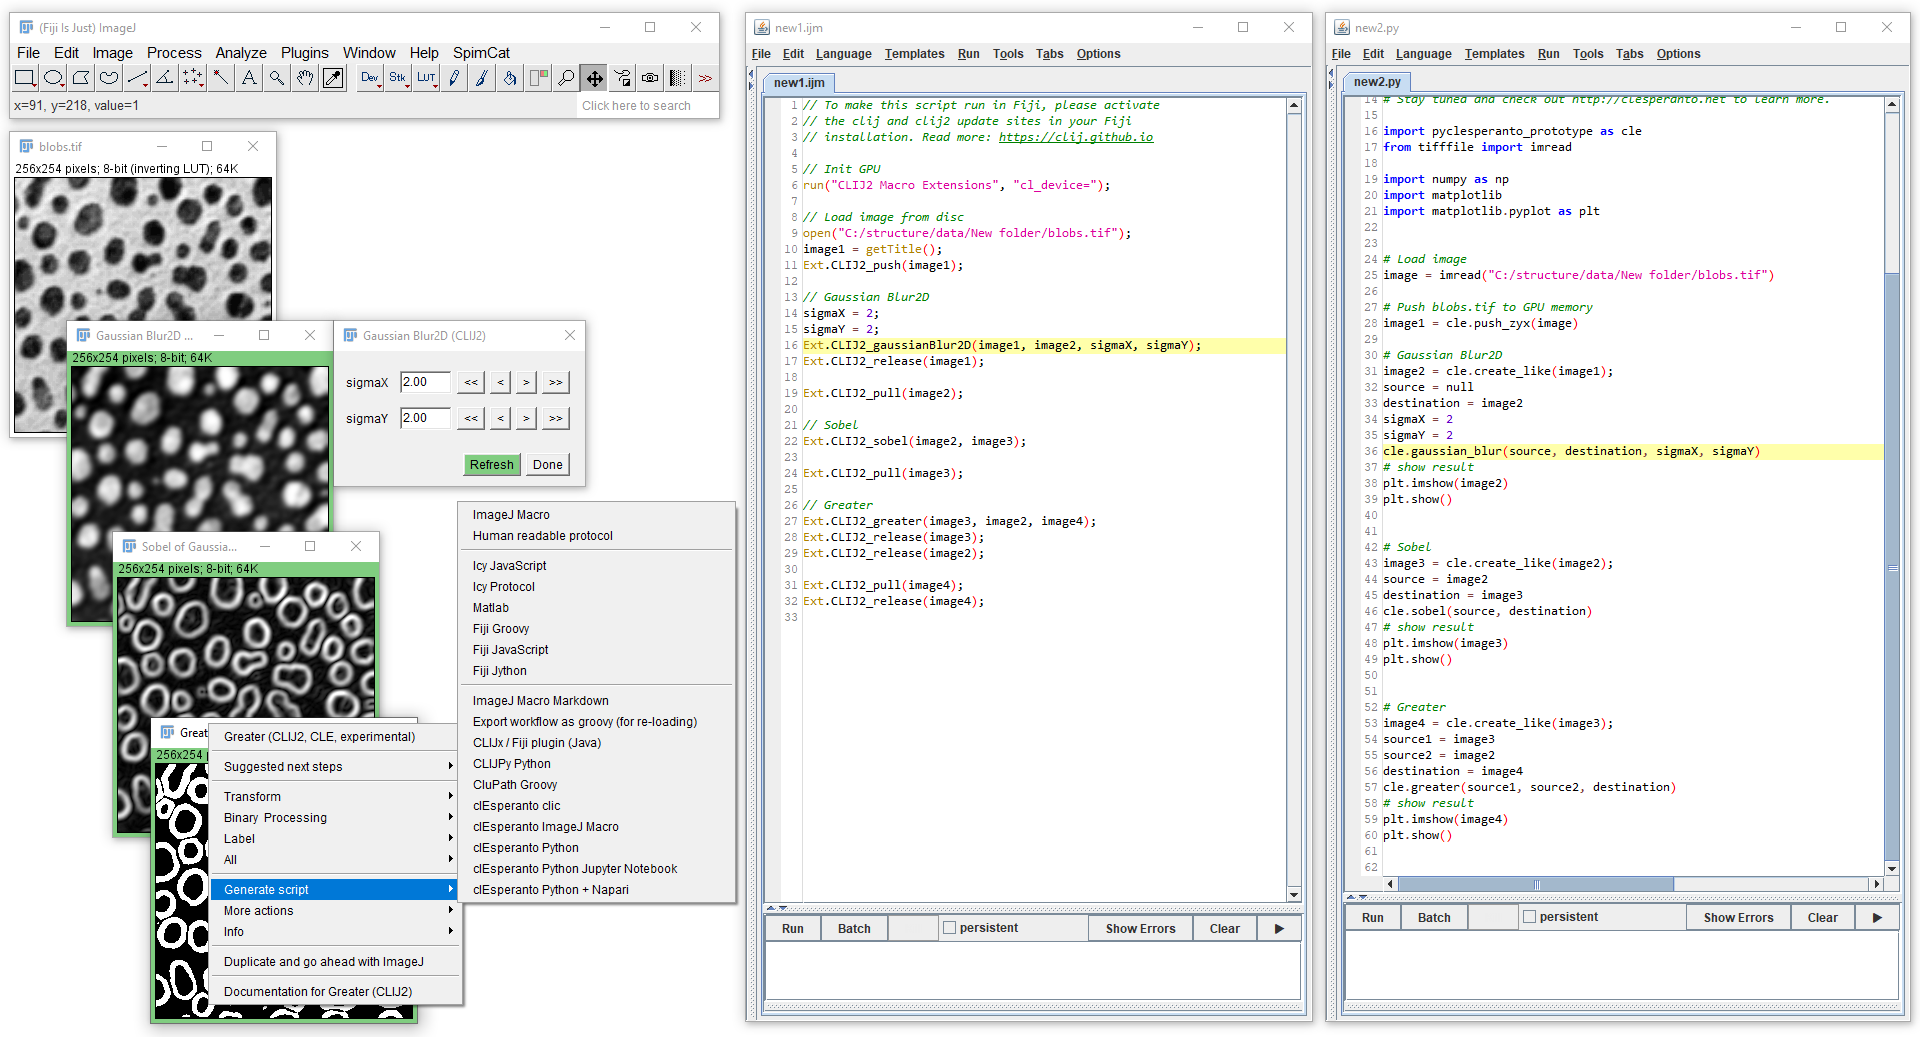 (Fiji Is Just) ImageJ
File Edit Image Process Analyze Plugins Window Help SpimCat
A Dev Stk LUT >>
x=91, y=218, value=1
Click here to search
blobs.tif
256x254 pixels; 8-bit (inverting LUT); 64K
Gaussian Blur2D ...
256x254 pixels; 8-bit; 64K
Gaussian Blur2D (CLIJ2)
sigmaX 2.00 << < > >>
sigmaY 2.00 << < > >>
Refresh Done
Sobel of Gaussia...
256x254 pixels; 8-bit; 64K
Great
256x254 p
Greater (CLIJ2, CLE, experimental)
Suggested next steps
Transform
Binary Processing
Label
All
Generate script
More actions
Info
Duplicate and go ahead with ImageJ
Documentation for Greater (CLIJ2)
ImageJ Macro
Human readable protocol
Icy JavaScript
Icy Protocol
Matlab
Fiji Groovy
Fiji JavaScript
Fiji Jython
ImageJ Macro Markdown
Export workflow as groovy (for re-loading)
CLIJx / Fiji plugin (Java)
CLIJPy Python
CluPath Groovy
clEsperanto clic
clEsperanto ImageJ Macro
clEsperanto Python
clEsperanto Python Jupyter Notebook
clEsperanto Python + Napari
new1.ijm
File Edit Language Templates Run Tools Tabs Options
new1.ijm
1 // To make this script run in Fiji, please activate
2 // the clij and clij2 update sites in your Fiji
3 // installation. Read more: https://clij.github.io
4
5 // Init GPU
6 run("CLIJ2 Macro Extensions", "cl_device=");
7
8 // Load image from disc
9 open("C:/structure/data/New folder/blobs.tif");
10 image1 = getTitle();
11 Ext.CLIJ2_push(image1);
12
13 // Gaussian Blur2D
14 sigmaX = 2;
15 sigmaY = 2;
16 Ext.CLIJ2_gaussianBlur2D(image1, image2, sigmaX, sigmaY);
17 Ext.CLIJ2_release(image1);
18
19 Ext.CLIJ2_pull(image2);
20
21 // Sobel
22 Ext.CLIJ2_sobel(image2, image3);
23
24 Ext.CLIJ2_pull(image3);
25
26 // Greater
27 Ext.CLIJ2_greater(image3, image2, image4);
28 Ext.CLIJ2_release(image3);
29 Ext.CLIJ2_release(image2);
30
31 Ext.CLIJ2_pull(image4);
32 Ext.CLIJ2_release(image4);
33
Run Batch persistent Show Errors Clear
new2.py
File Edit Language Templates Run Tools Tabs Options
new2.py
14 # Stay tuned and check out http://clesperanto.net to learn more.
15
16 import pyclesperanto_prototype as cle
17 from tifffile import imread
18
19 import numpy as np
20 import matplotlib
21 import matplotlib.pyplot as plt
22
23
24 # Load image
25 image = imread("C:/structure/data/New folder/blobs.tif")
26
27 # Push blobs.tif to GPU memory
28 image1 = cle.push_zyx(image)
29
30 # Gaussian Blur2D
31 image2 = cle.create_like(image1);
32 source = null
33 destination = image2
34 sigmaX = 2
35 sigmaY = 2
36 cle.gaussian_blur(source, destination, sigmaX, sigmaY)
37 # show result
38 plt.imshow(image2)
39 plt.show()
40
41
42 # Sobel
43 image3 = cle.create_like(image2);
44 source = image2
45 destination = image3
46 cle.sobel(source, destination)
47 # show result
48 plt.imshow(image3)
49 plt.show()
50
51
52 # Greater
53 image4 = cle.create_like(image3);
54 source1 = image3
55 source2 = image2
56 destination = image4
57 cle.greater(source1, source2, destination)
58 # show result
59 plt.imshow(image4)
60 plt.show()
61
62
Run Batch persistent Show Errors Clear